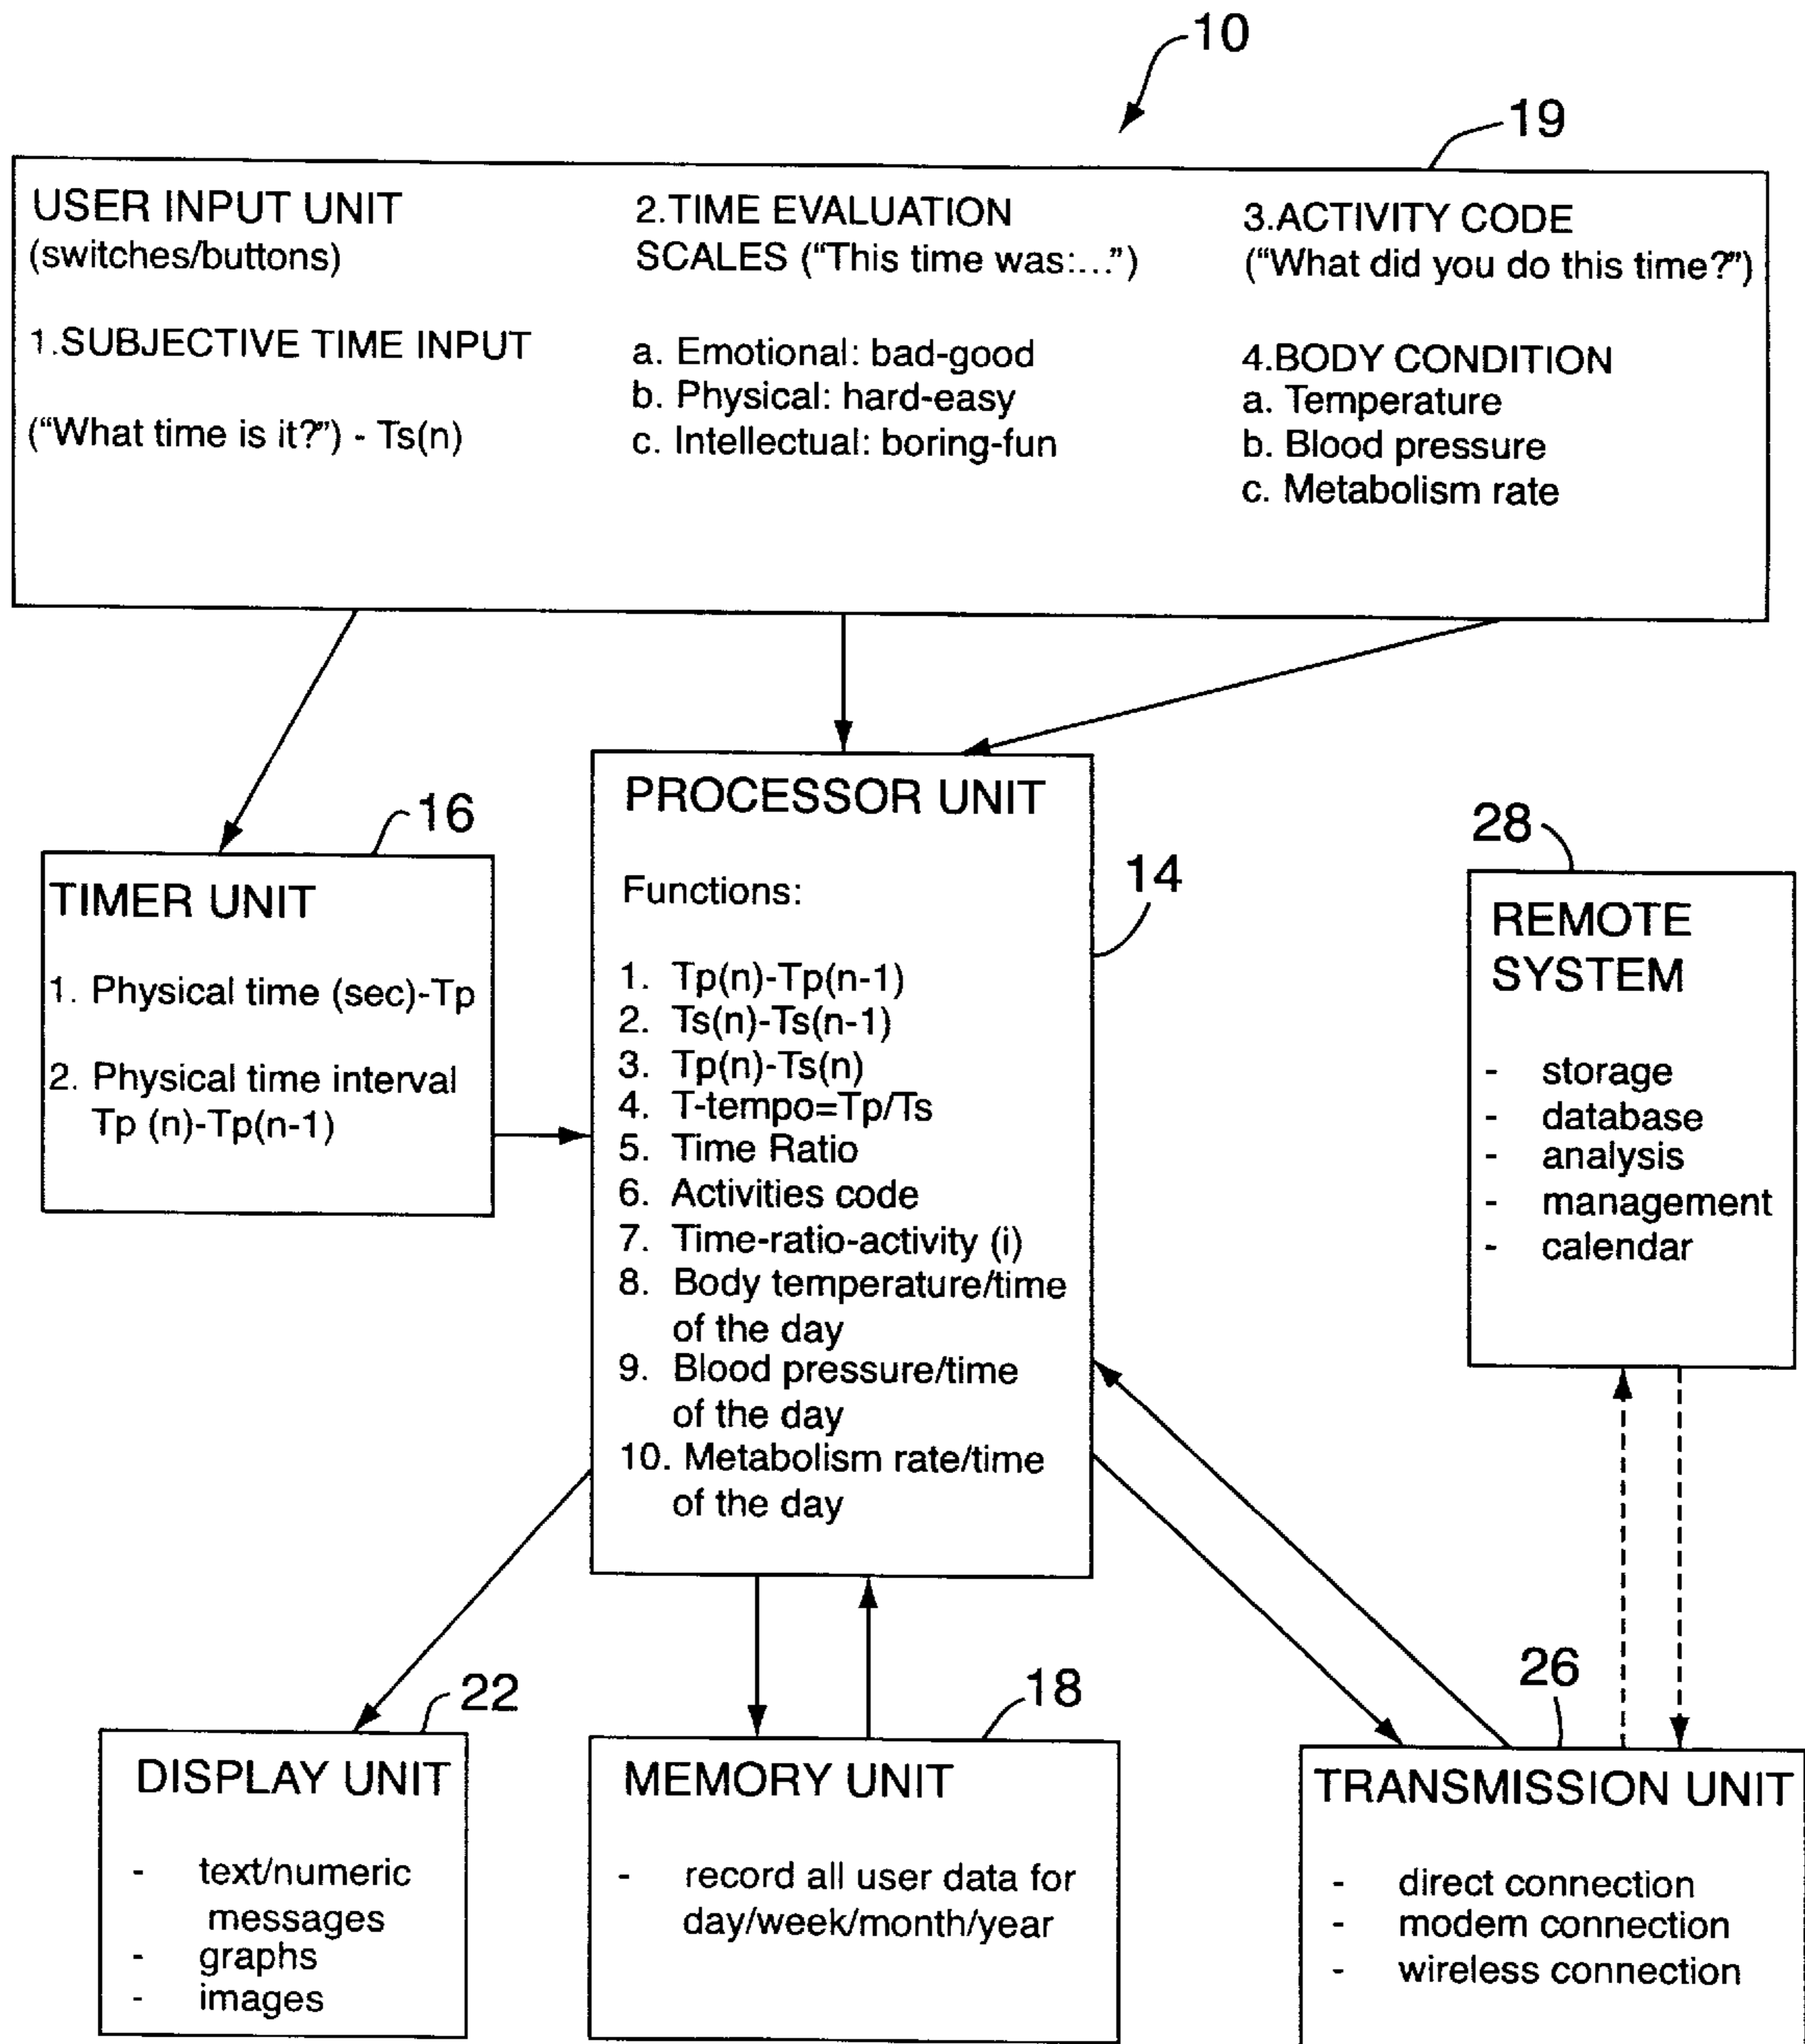 10
19
USER INPUT UNIT
(switches/buttons)
1.SUBJECTIVE TIME INPUT
(“What time is it?”) - Ts(n)
2.TIME EVALUATION
SCALES (“This time was:...”)
a. Emotional: bad-good
b. Physical: hard-easy
c. Intellectual: boring-fun
3.ACTIVITY CODE
(“What did you do this time?”)
4.BODY CONDITION
a. Temperature
b. Blood pressure
c. Metabolism rate
16
TIMER UNIT
1. Physical time (sec)-Tp
2. Physical time interval
Tp (n)-Tp(n-1)
14
PROCESSOR UNIT
Functions:
1. Tp(n)-Tp(n-1)
2. Ts(n)-Ts(n-1)
3. Tp(n)-Ts(n)
4. T-tempo=Tp/Ts
5. Time Ratio
6. Activities code
7. Time-ratio-activity (i)
8. Body temperature/time
of the day
9. Blood pressure/time
of the day
10. Metabolism rate/time
of the day
28
REMOTE
SYSTEM
- storage
- database
- analysis
- management
- calendar
22
DISPLAY UNIT
- text/numeric
messages
- graphs
- images
18
MEMORY UNIT
- record all user data for
day/week/month/year
26
TRANSMISSION UNIT
- direct connection
- modem connection
- wireless connection